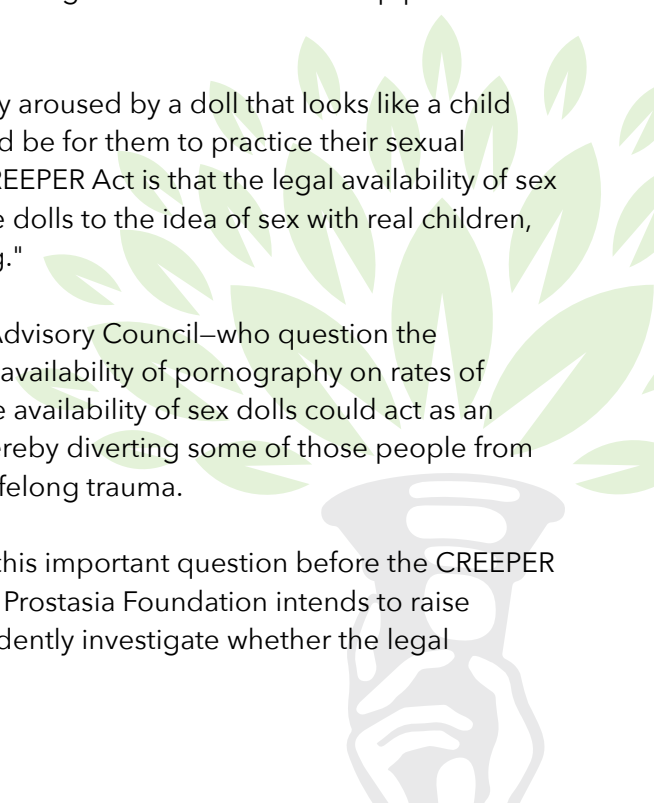 y aroused by a doll that looks like a child
d be for them to practice their sexual
REEPER Act is that the legal availability of sex
e dolls to the idea of sex with real children,
g."
Advisory Council—who question the
availability of pornography on rates of
e availability of sex dolls could act as an
ereby diverting some of those people from
felong trauma.
this important question before the CREEPER
Prostasia Foundation intends to raise
dently investigate whether the legal